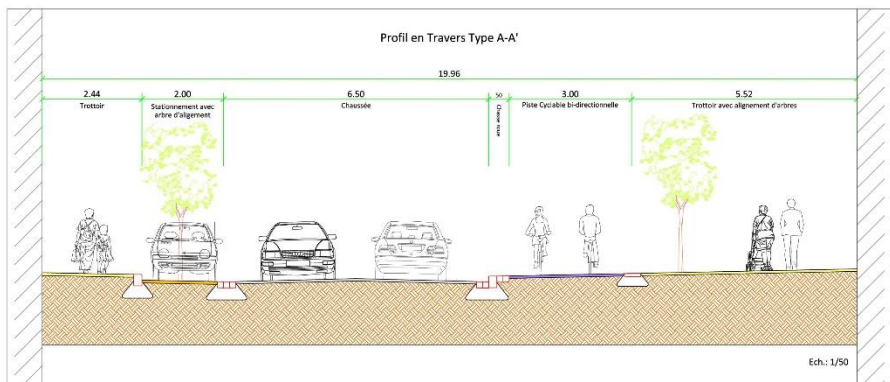 Profil en Travers Type A-A'
19.96
2.44
2.00
6.50
50
3.00
5.52
Trottoir
Stationnement avec
arbre d'aligement
Chaussée
Chasse roue
Piste Cyclable bi-directionnelle
Trottoir avec alignement d'arbres
Ech.: 1/50